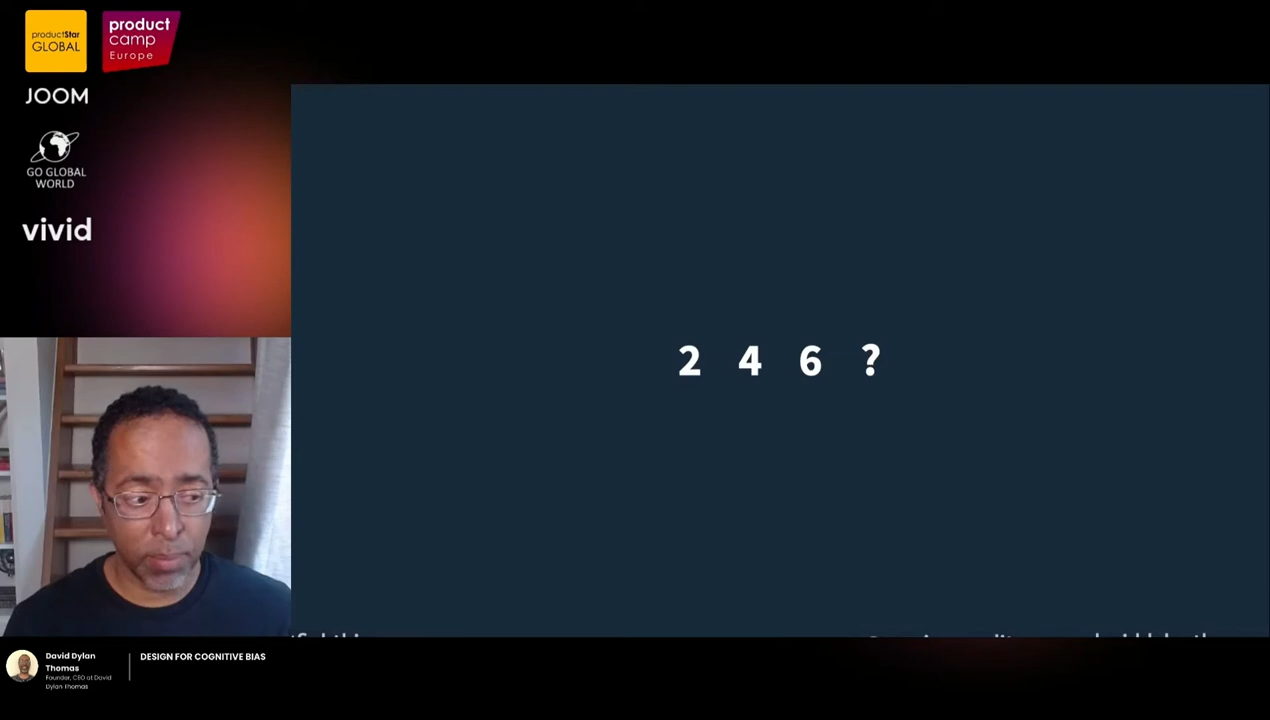 productStar
GLOBAL
product
camp
Europe
JOOM
GO GLOBAL
WORLD
vivid
2 4 6 ?
David Dylan
Thomas
Founder, CEO at David
Dylan Thomas
DESIGN FOR COGNITIVE BIAS